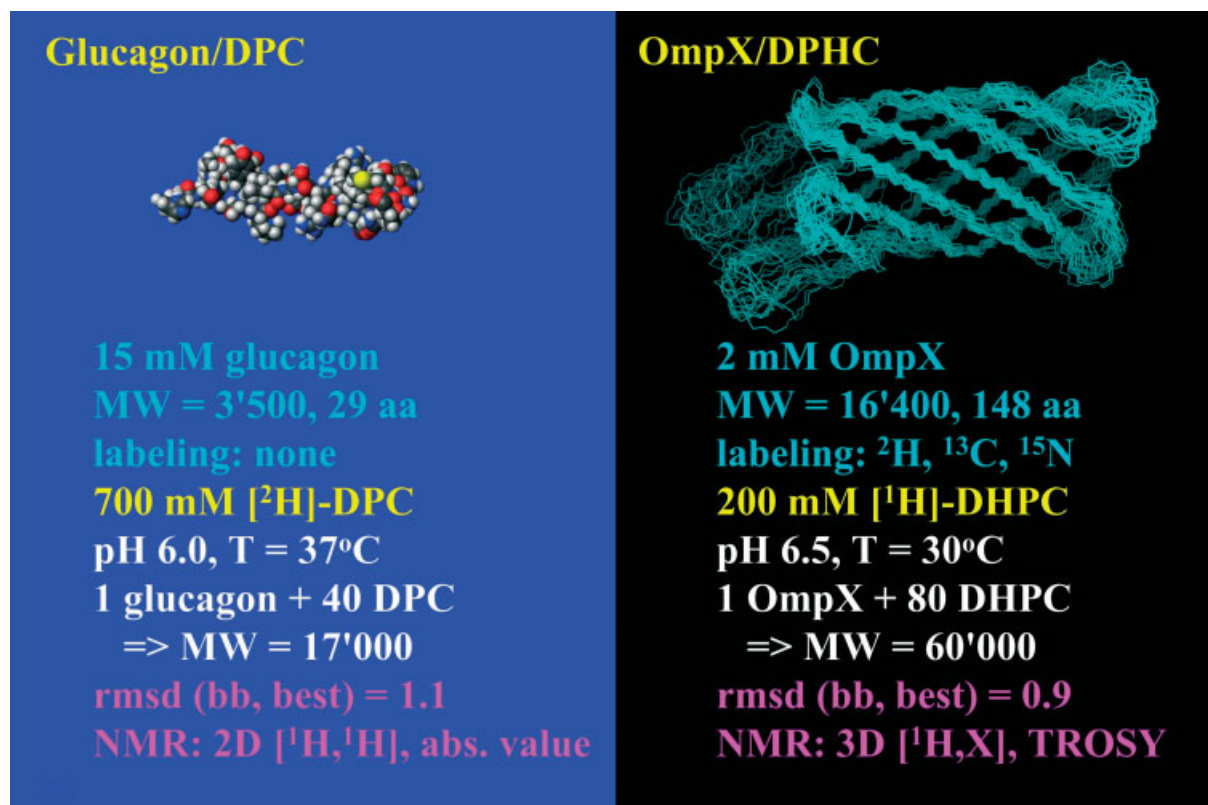 Glucagon/DPC
15 mM glucagon
MW = 3'500, 29 aa
labeling: none
700 mM [²H]-DPC
pH 6.0, T = 37ºC
1 glucagon + 40 DPC
=> MW = 17'000
rmsd (bb, best) = 1.1
NMR: 2D [¹H,¹H], abs. value
OmpX/DPHC
2 mM OmpX
MW = 16'400, 148 aa
labeling: ²H, ¹³C, ¹⁵N
200 mM [¹H]-DHPC
pH 6.5, T = 30ºC
1 OmpX + 80 DHPC
=> MW = 60'000
rmsd (bb, best) = 0.9
NMR: 3D [¹H,X], TROSY